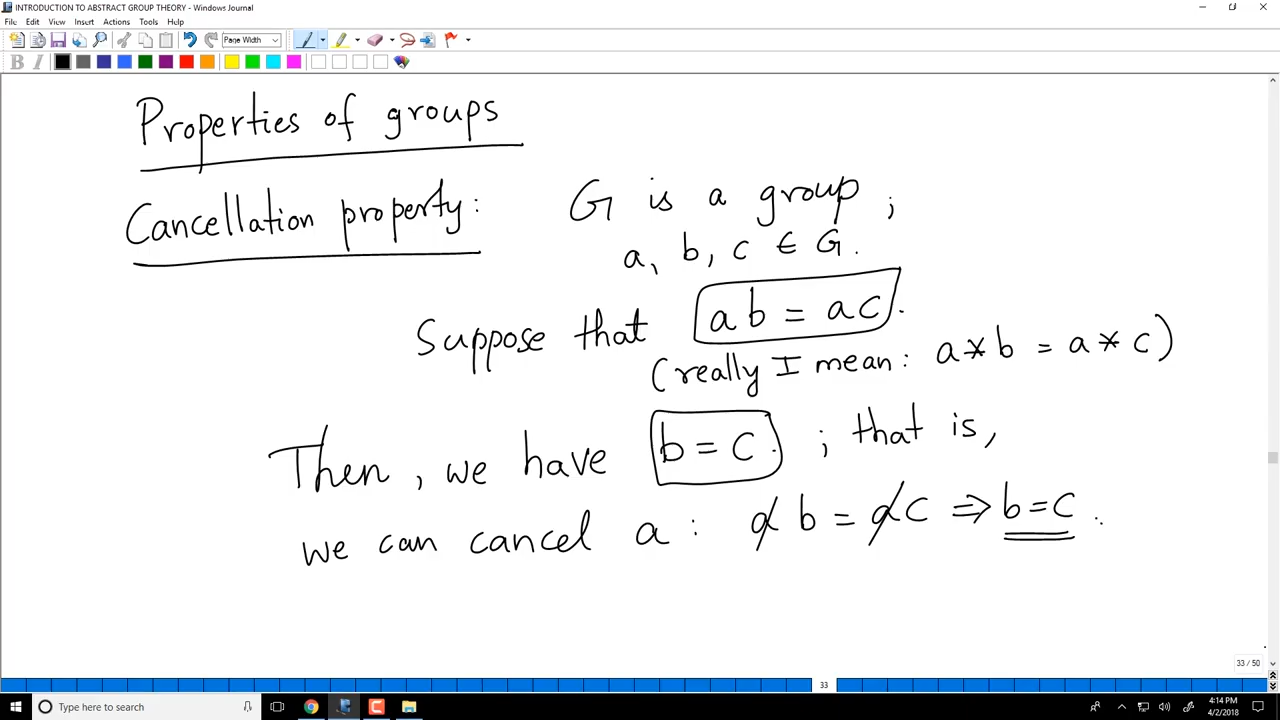 INTRODUCTION TO ABSTRACT GROUP THEORY - Windows Journal
File Edit View Insert Actions Tools Help
Page Width
B I
Properties of groups
Cancellation property: G is a group ;
a, b, c ∈ G.
Suppose that ab = ac.
(really I mean: a * b = a * c)
Then, we have b = c. ; that is,
we can cancel a : a b = a c ⇒ b = c .
33 / 50
33
Type here to search
4:14 PM
4/2/2018